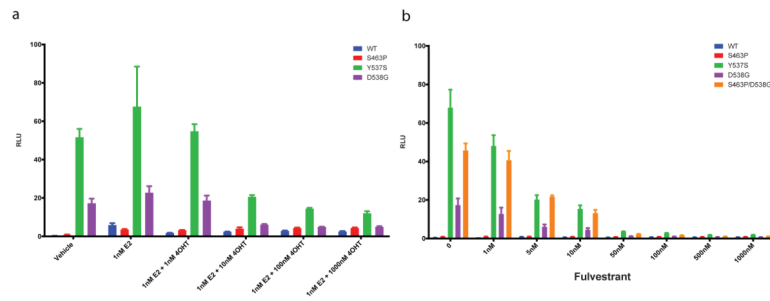 a
b
100
80
60
40
20
0
RLU
WT
S463P
Y537S
D538G
Vehicle
1nM E2
1nM E2 + 1nM 4OHT
1nM E2 + 10nM 4OHT
1nM E2 + 100nM 4OHT
1nM E2 + 1000nM 4OHT
100
80
60
40
20
0
RLU
WT
S463P
Y537S
D538G
S463P/D538G
0
1nM
5nM
10nM
50nM
100nM
500nM
1000nM
Fulvestrant